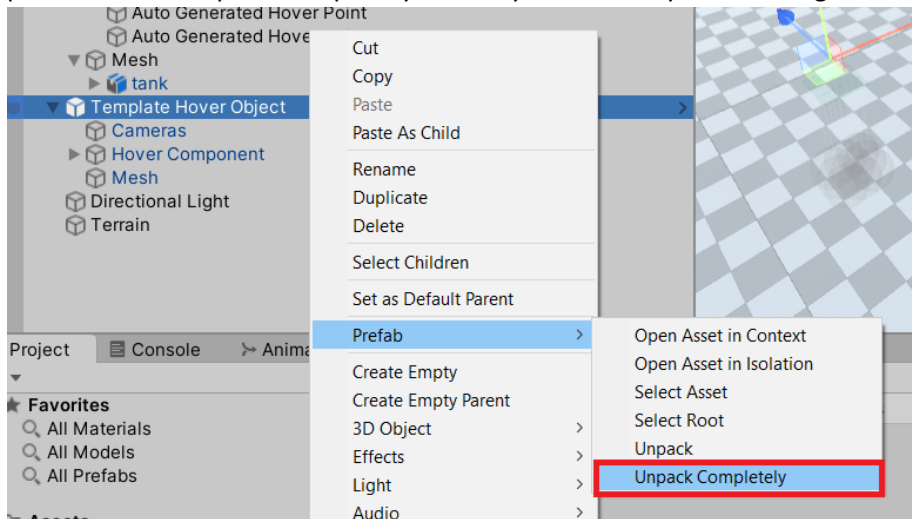 Auto Generated Hover Point
Auto Generated Hove
Mesh
tank
Template Hover Object
Cameras
Hover Component
Mesh
Directional Light
Terrain
Cut
Copy
Paste
Paste As Child
Rename
Duplicate
Delete
Select Children
Set as Default Parent
Prefab
Create Empty
Create Empty Parent
3D Object
Effects
Light
Audio
Open Asset in Context
Open Asset in Isolation
Select Asset
Select Root
Unpack
Unpack Completely
Project
Console
Anima
Favorites
All Materials
All Models
All Prefabs
Assets